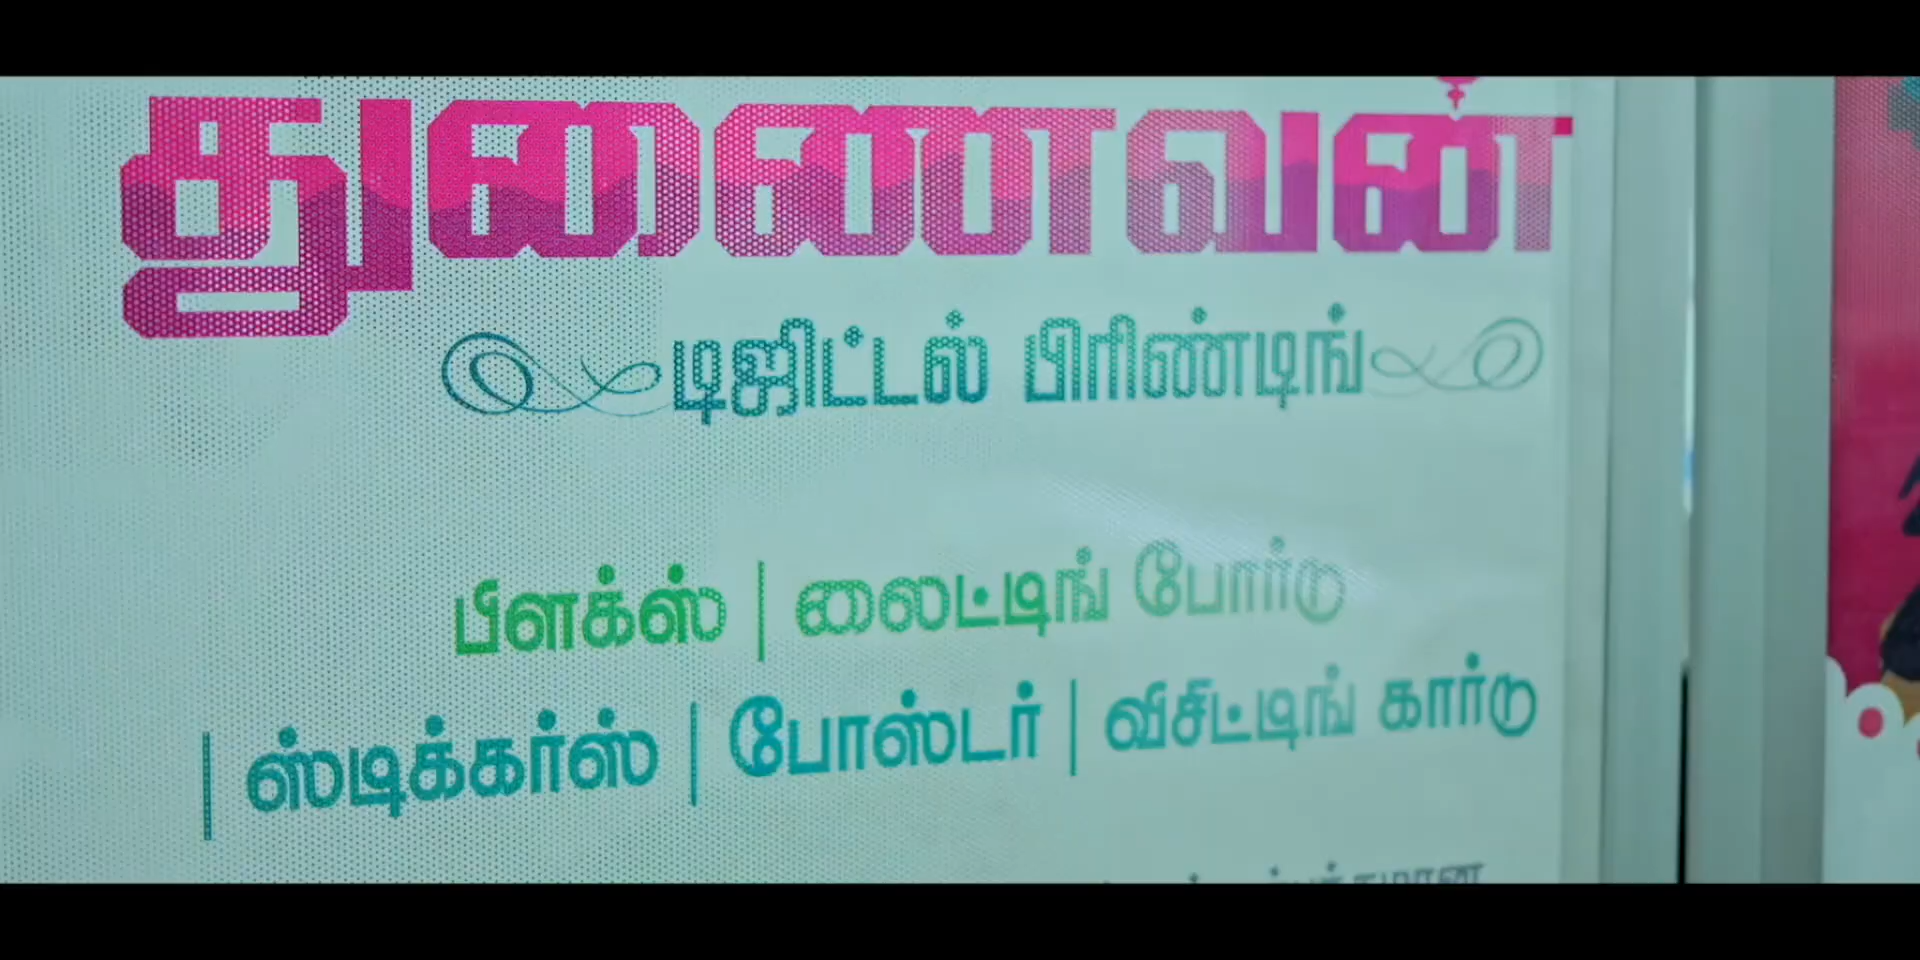 துணைவன்
டிஜிட்டல் பிரிண்டிங்
பிளக்ஸ் | லைட்டிங் போர்டு
| ஸ்டிக்கர்ஸ் | போஸ்டர் | விசிட்டிங் கார்டு